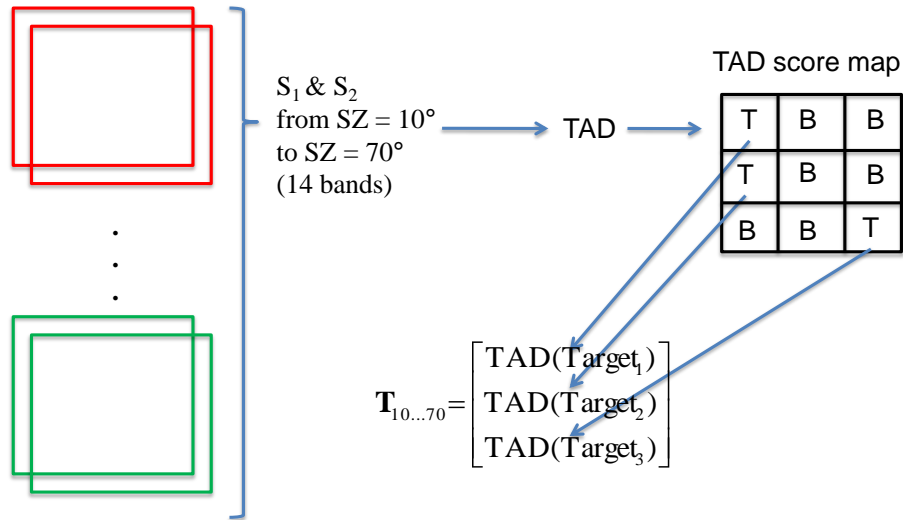 S₁ & S₂
from SZ = 10°
to SZ = 70°
(14 bands)
TAD
TAD score map
T B B
T B B
B B T
T₁₀...₇₀= [TAD(Target₁)
TAD(Target₂)
TAD(Target₃)]